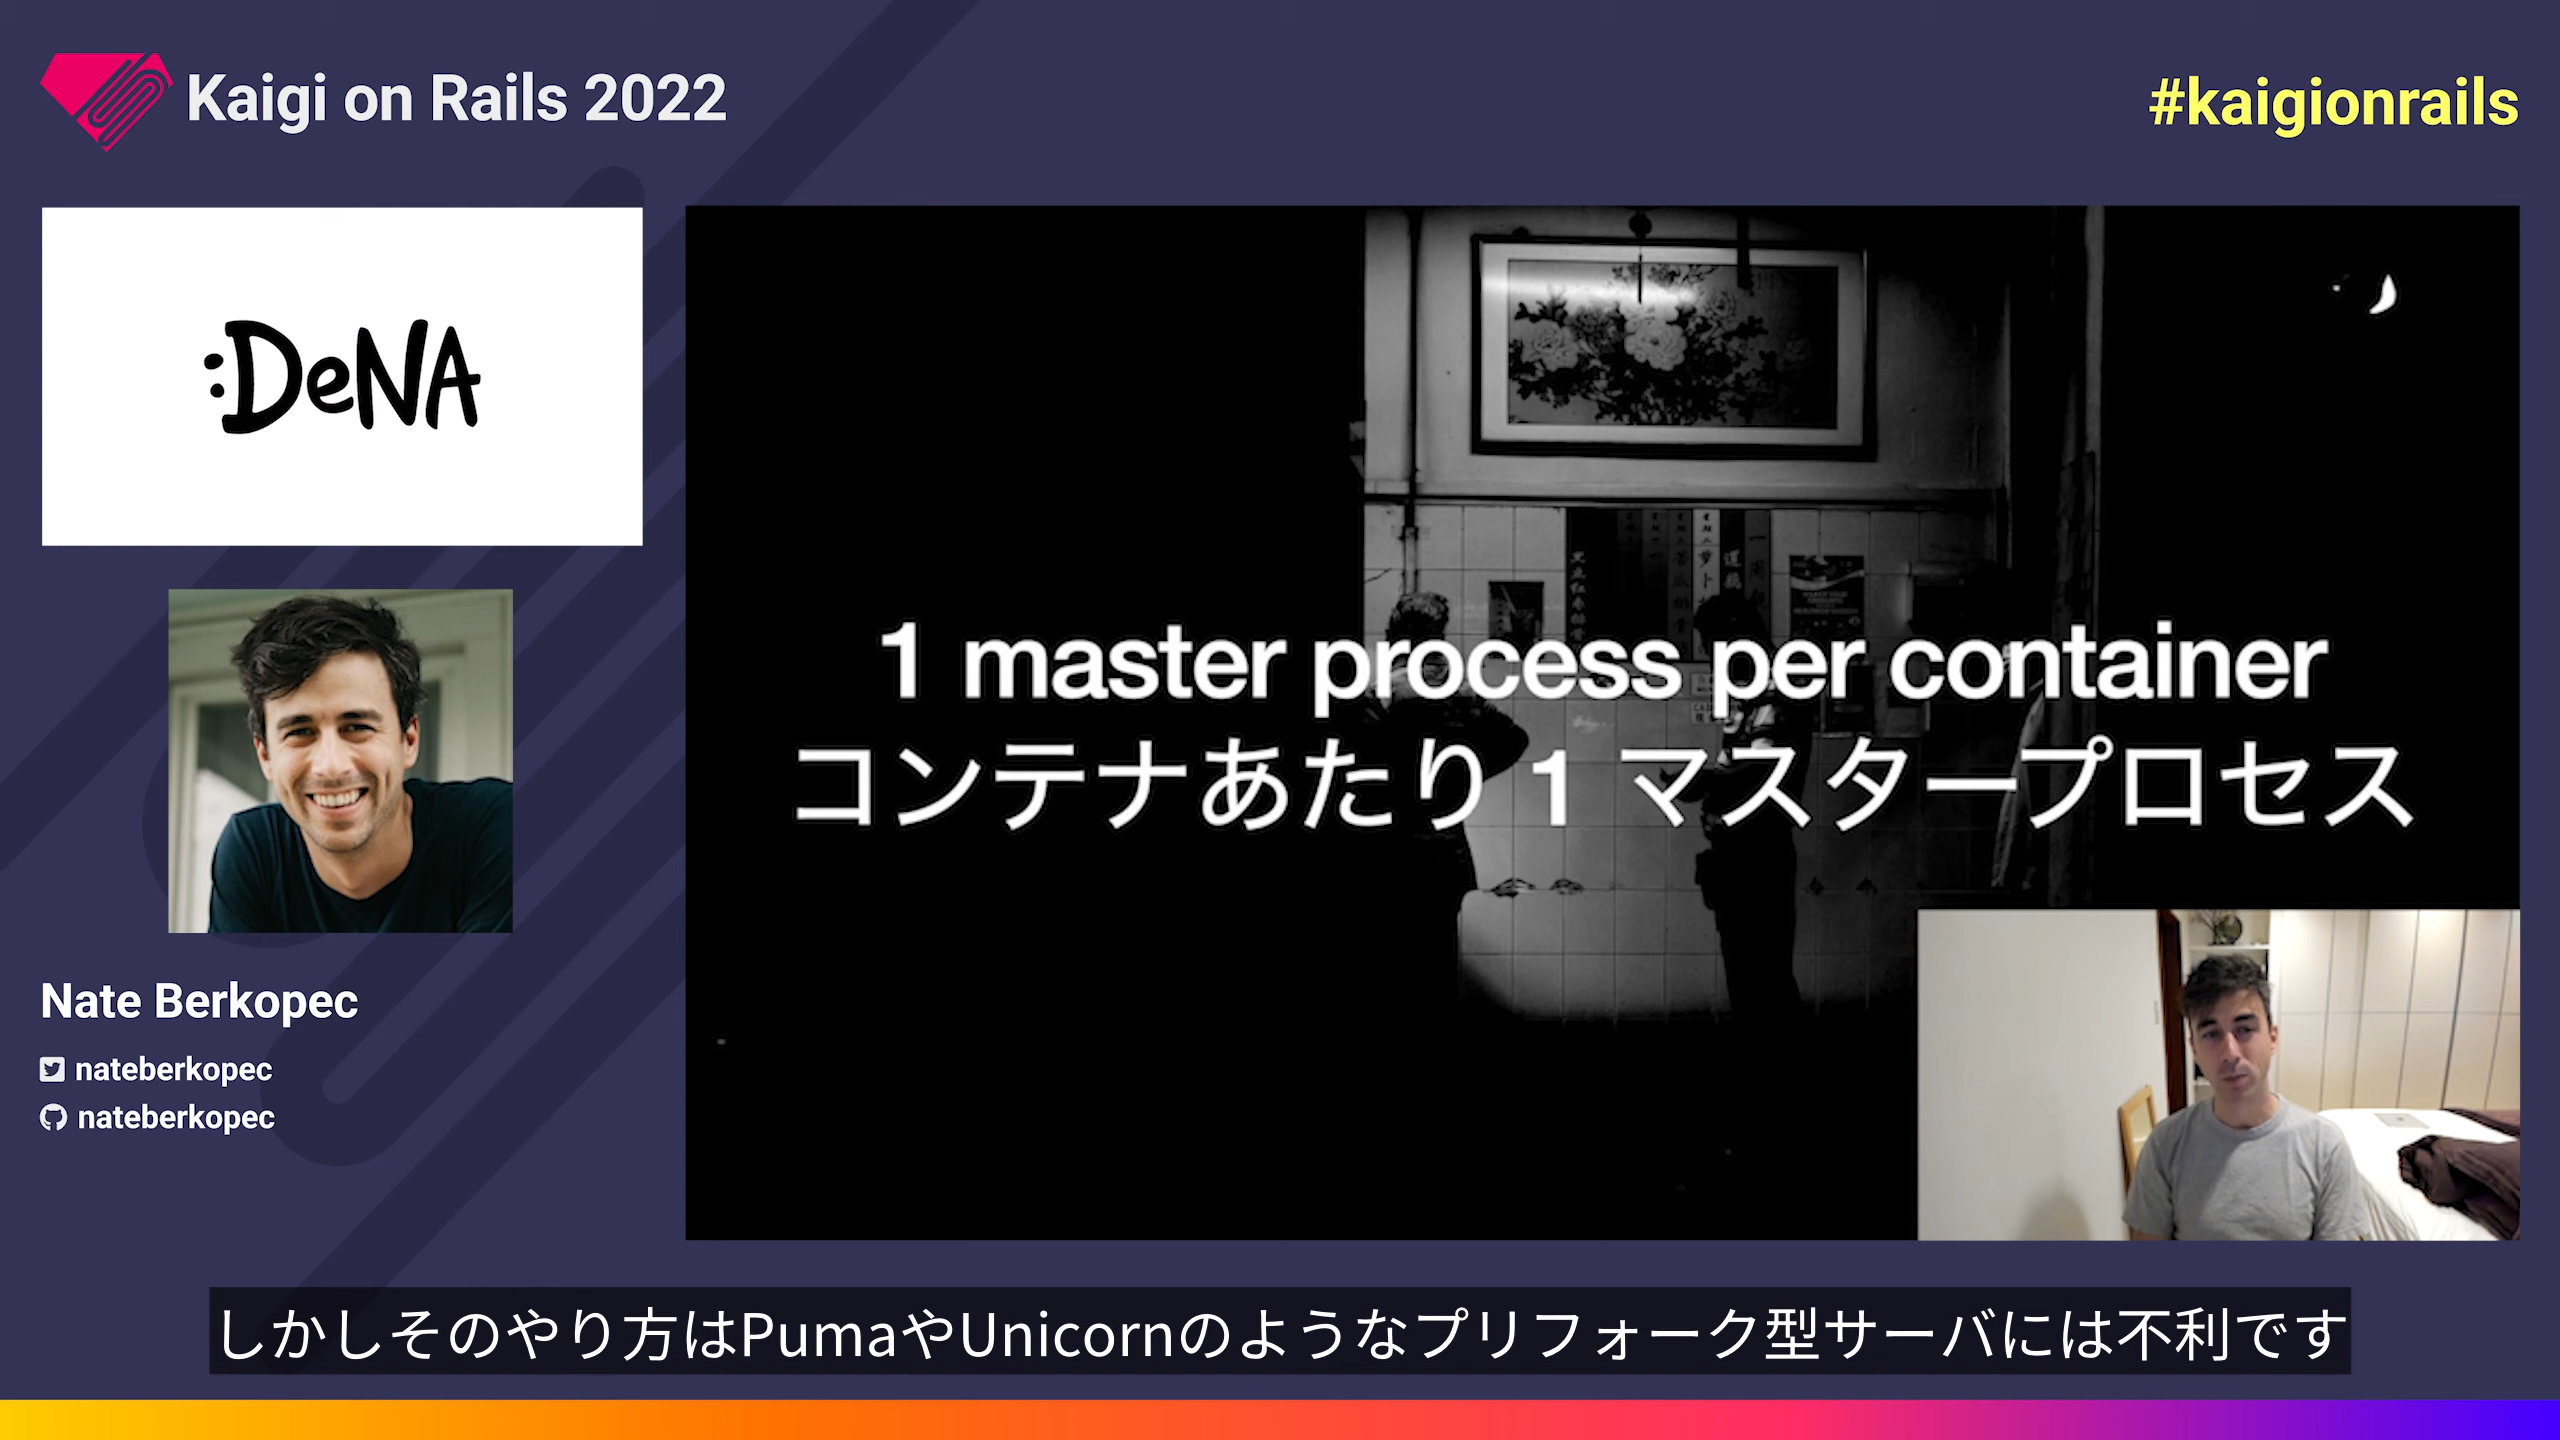 Kaigi on Rails 2022
#kaigionrails
:DeNA
1 master process per container
コンテナあたり 1 マスタープロセス
Nate Berkopec
nateberkopec
nateberkopec
しかしそのやり方はPumaやUnicornのようなプリフォーク型サーバには不利です